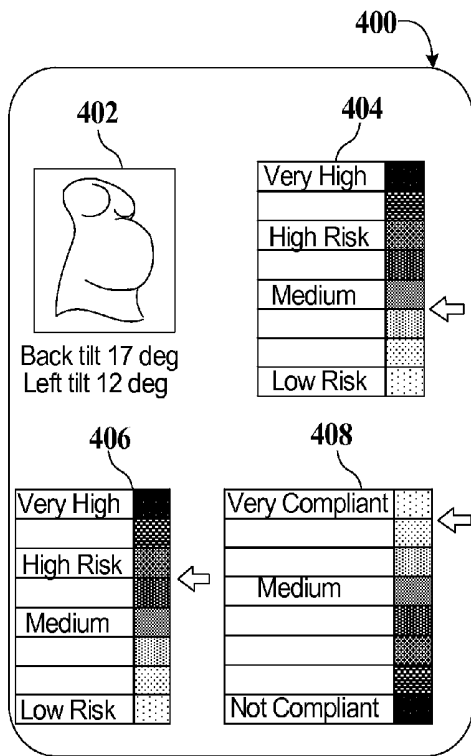 400
402
404
Very High
High Risk
Medium
Low Risk
Back tilt 17 deg
Left tilt 12 deg
406
408
Very High
High Risk
Medium
Low Risk
Very Compliant
Medium
Not Compliant